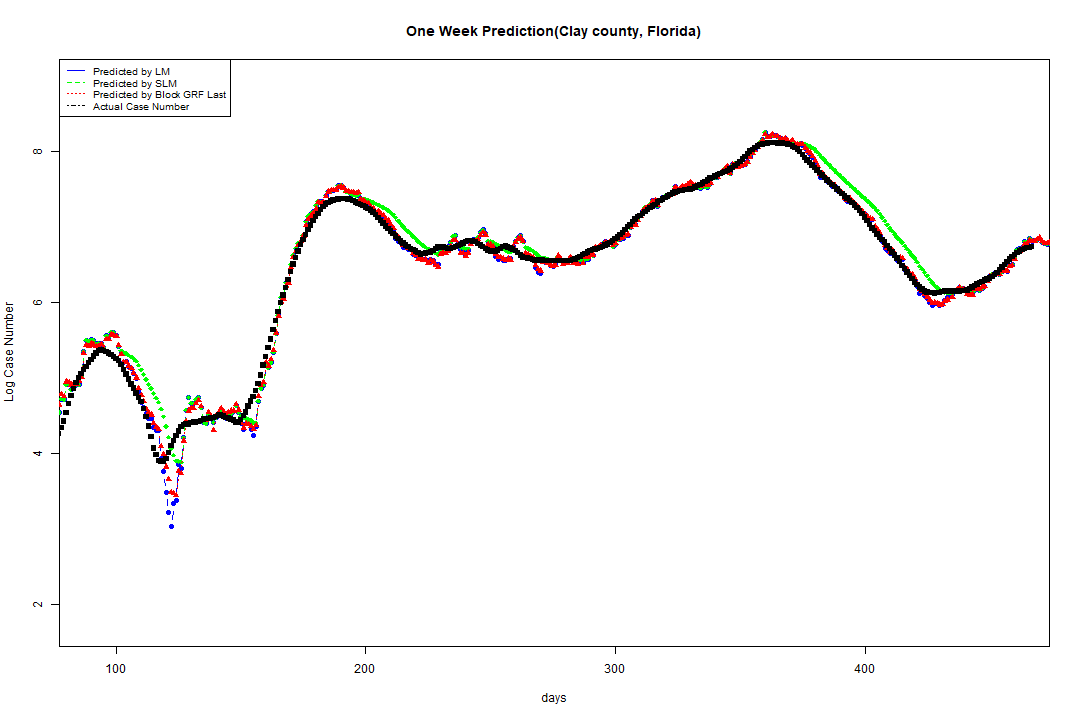 One Week Prediction(Clay county, Florida)
Predicted by LM
Predicted by SLM
Predicted by Block GRF Last
Actual Case Number
8
6
4
2
Log Case Number
100 200 300 400
days